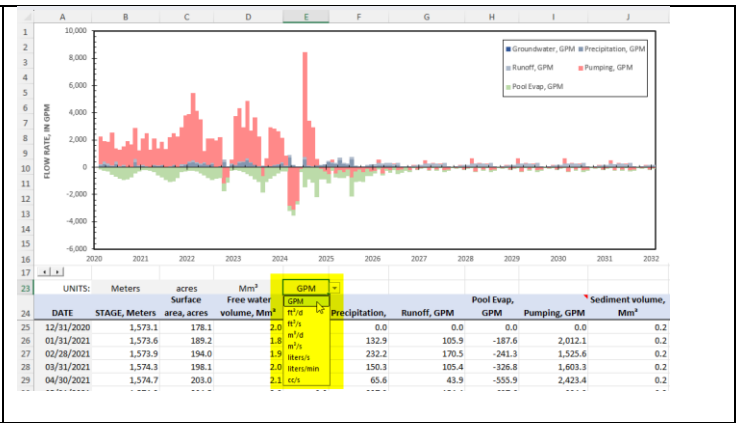 A B C D E F G H I J
1 10,000
2 Groundwater, GPM Precipitation, GPM
3 8,000
Runoff, GPM Pumping, GPM
4
5 6,000 Pool Evap, GPM
6
7 4,000
8
9 2,000
10 0
11
12 -2,000
13
14 -4,000
15
16 -6,000
FLOW RATE, IN GPM
2020 2021 2022 2023 2024 2025 2026 2027 2028 2029 2030 2031 2032
17
23 UNITS: Meters acres Mm³ GPM
Surface Free water Pool Evap, Sediment volume,
24 DATE STAGE, Meters area, acres volume, Mm³ Precipitation, Runoff, GPM GPM Pumping, GPM Mm³
GPM
ft³/d
ft³/s
m³/d
m³/s
liters/s
liters/min
cc/s
25 12/31/2020 1,573.1 178.1 2.0 0.0 0.0 0.0 0.0 0.2
26 01/31/2021 1,573.6 189.2 1.8 132.9 105.9 -187.6 2,012.1 0.2
27 02/28/2021 1,573.9 194.0 1.9 232.2 170.5 -241.3 1,525.6 0.2
28 03/31/2021 1,574.3 198.1 2.0 150.3 105.4 -326.8 1,603.3 0.2
29 04/30/2021 1,574.7 203.0 2.1 65.6 43.9 -555.9 2,423.4 0.2